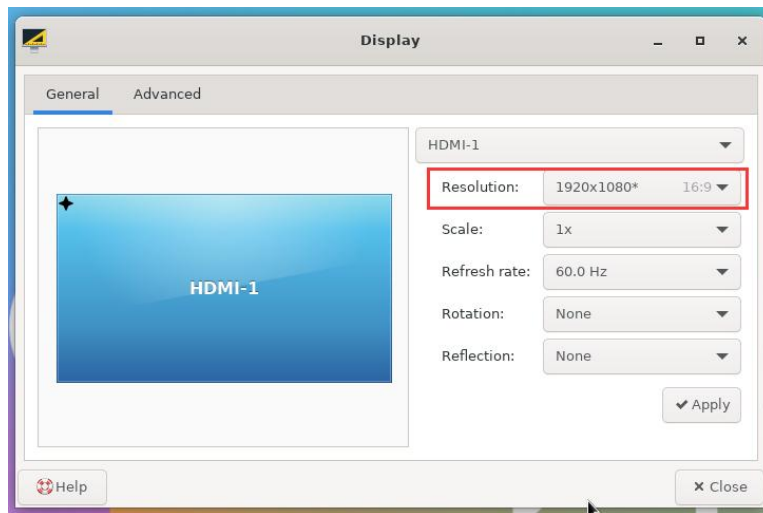 Display
General Advanced
HDMI-1
HDMI-1
Resolution: 1920x1080* 16:9
Scale: 1x
Refresh rate: 60.0 Hz
Rotation: None
Reflection: None
Apply
Help
Close